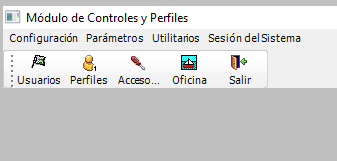 Módulo de Controles y Perfiles
Configuración Parámetros Utilitarios Sesión del Sistema
Usuarios Perfiles Acceso... Oficina Salir